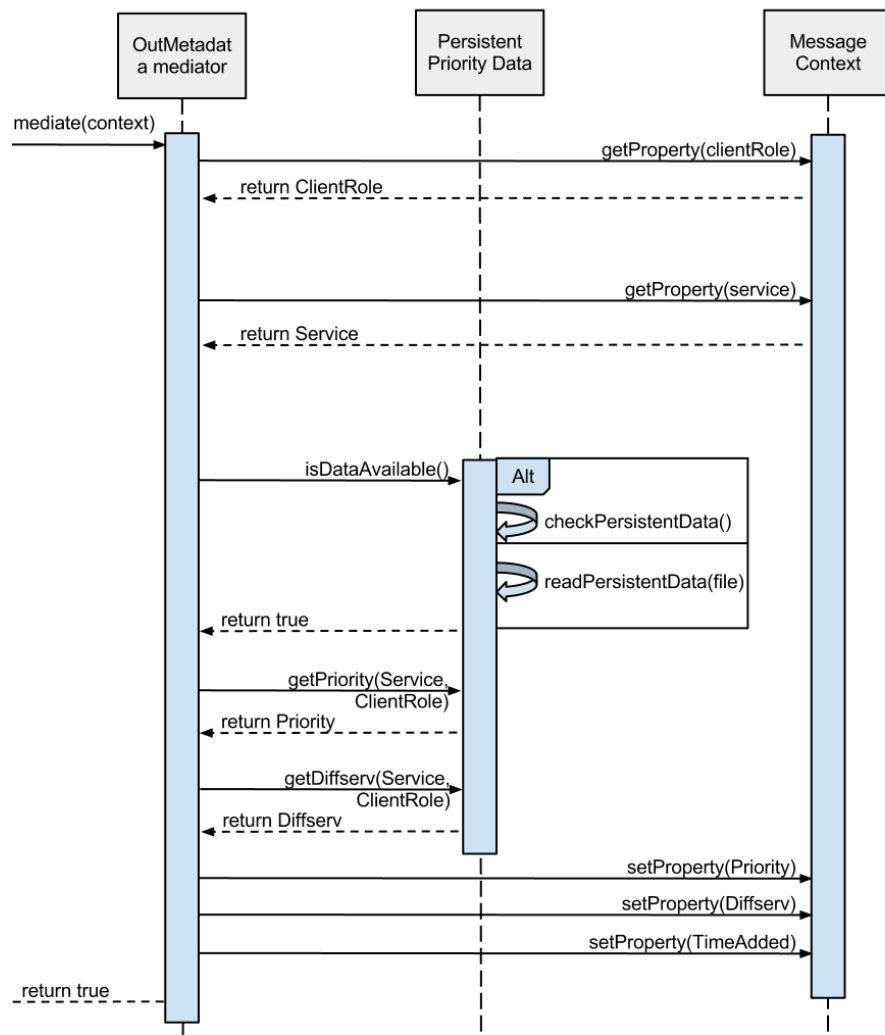 OutMetadat
a mediator
Persistent
Priority Data
Message
Context
mediate(context)
getProperty(clientRole)
return ClientRole
getProperty(service)
return Service
isDataAvailable()
Alt
checkPersistentData()
readPersistentData(file)
return true
getPriority(Service,
ClientRole)
return Priority
getDiffserv(Service,
ClientRole)
return Diffserv
setProperty(Priority)
setProperty(Diffserv)
setProperty(TimeAdded)
return true